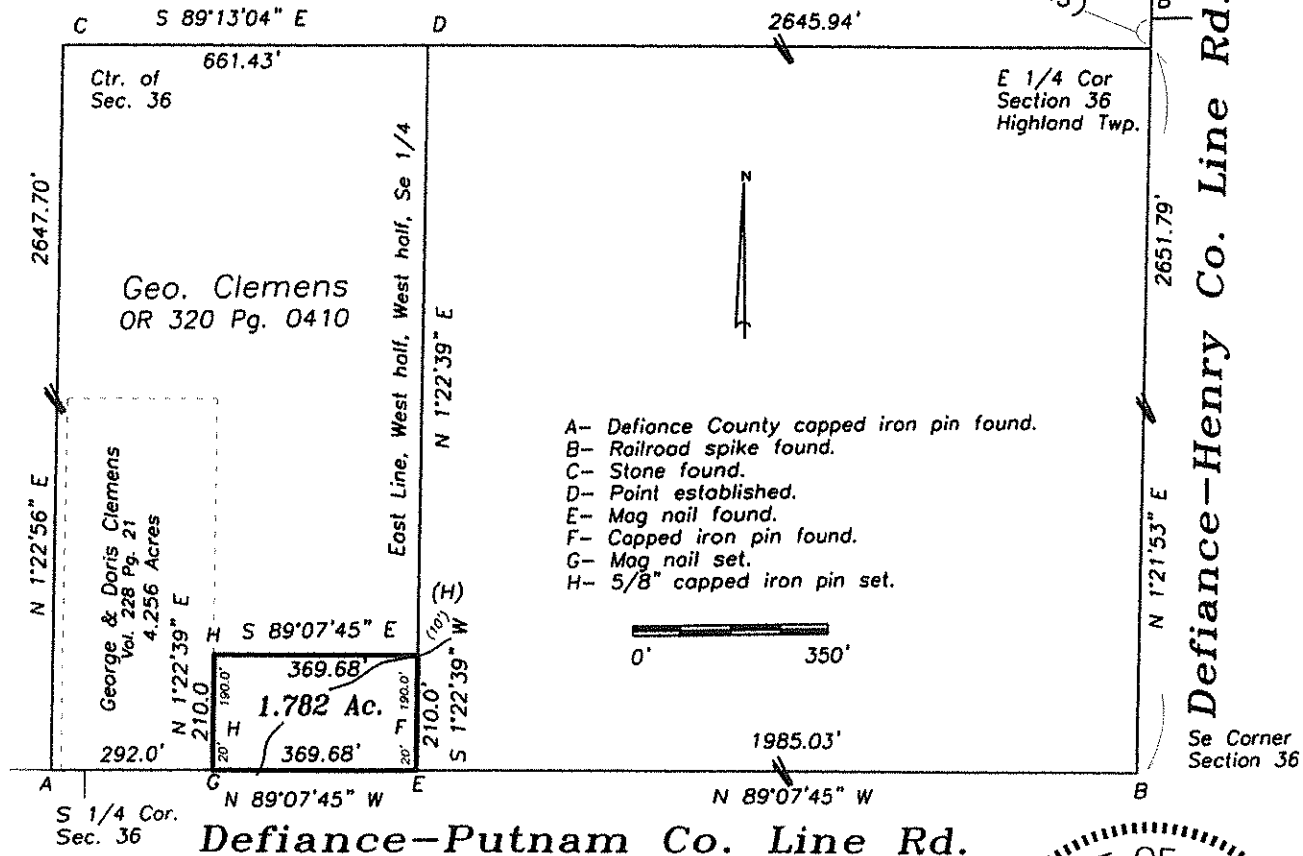 C
S 89°13'04" E
D
2645.94'
661.43'
Ctr. of
Sec. 36
E 1/4 Cor
Section 36
Highland Twp.
2647.70'
N 1°22'56" E
Geo. Clemens
OR 320 Pg. 0410
East Line, West half, West half, Se 1/4
N 1°22'39" E
N
2651.79'
N 1°21'53" E
Defiance-Henry Co. Line Rd.
A- Defiance County capped iron pin found.
B- Railroad spike found.
C- Stone found.
D- Point established.
E- Mag nail found.
F- Capped iron pin found.
G- Mag nail set.
H- 5/8" capped iron pin set.
0'
350'
George & Doris Clemens
Vol. 228 Pg. 21
4.256 Acres
N 1°22'39" E
210.0
H
S 89°07'45" E
(H)
(10')
369.68'
190.0'
1.782 Ac.
190.0'
H
F
20'
369.68'
20'
210.0'
S 1°22'39" W
292.0'
1985.03'
Se Corner
Section 36
A
G
E
B
N 89°07'45" W
N 89°07'45" W
S 1/4 Cor.
Sec. 36
Defiance-Putnam Co. Line Rd.
OF